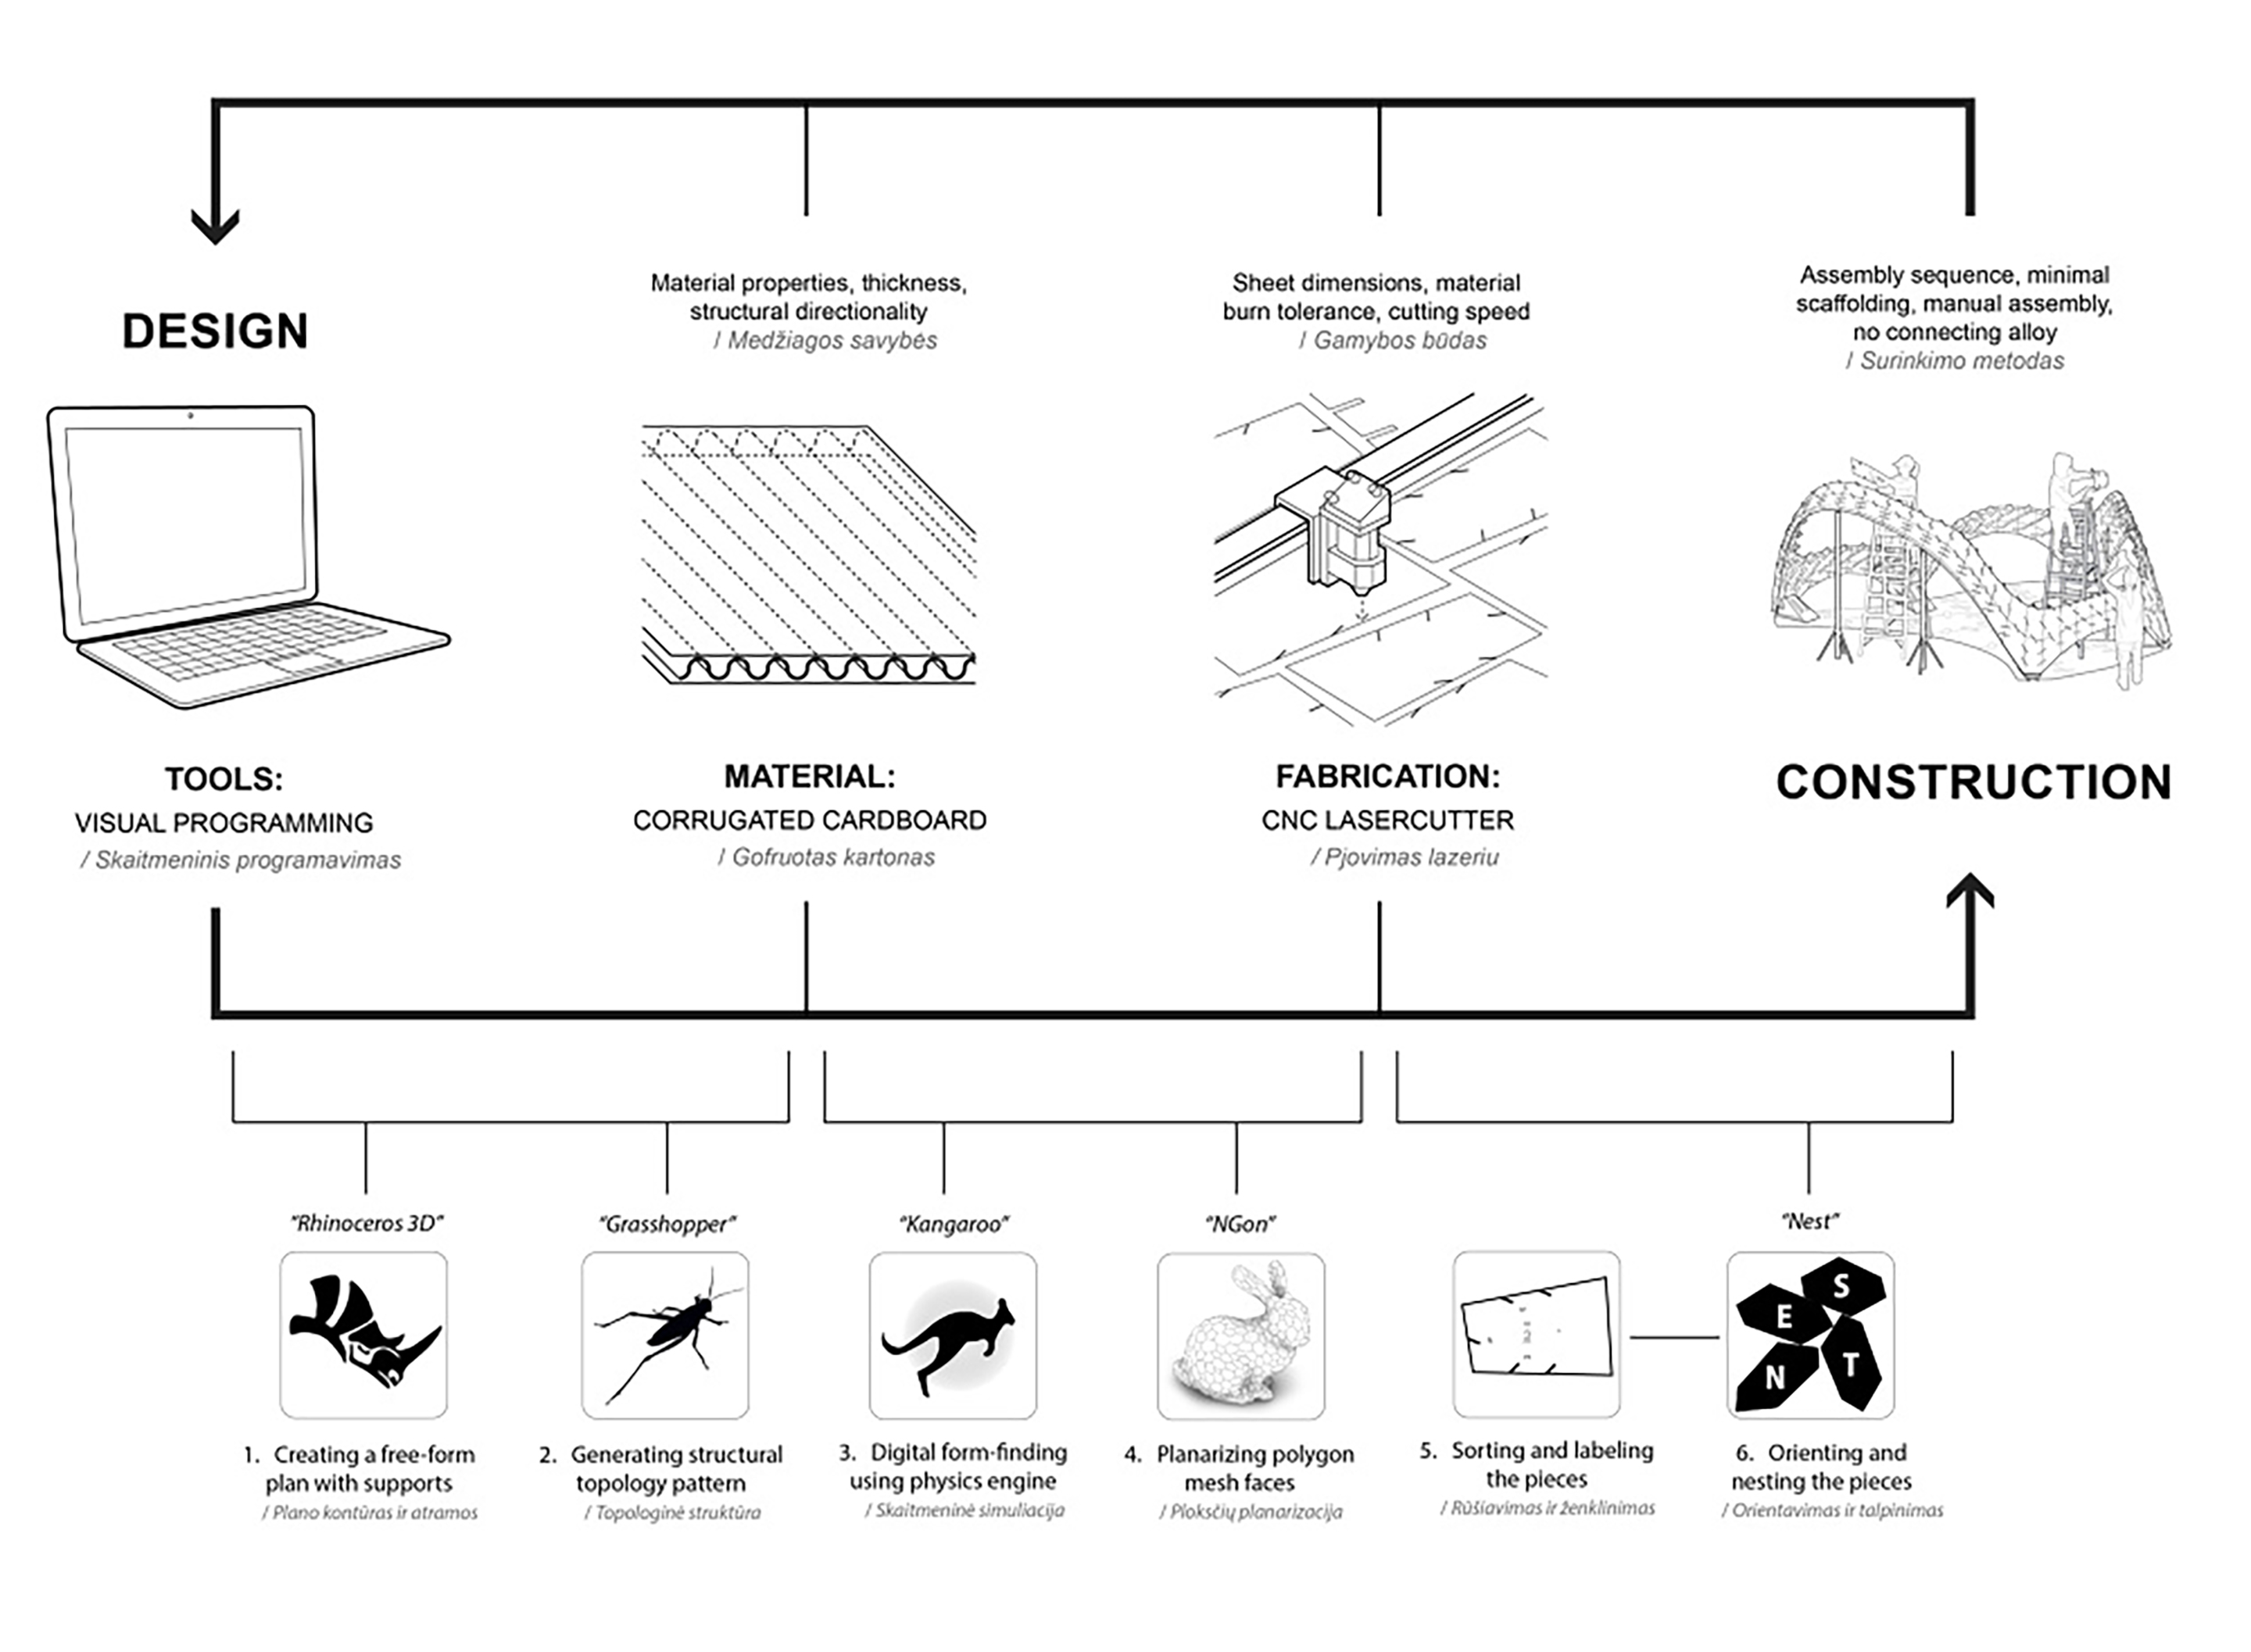 DESIGN
Material properties, thickness,
structural directionality
/ Medžiagos savybės
Sheet dimensions, material
burn tolerance, cutting speed
/ Gamybos būdas
Assembly sequence, minimal
scaffolding, manual assembly,
no connecting alloy
/ Surinkimo metodas
TOOLS:
VISUAL PROGRAMMING
/ Skaitmeninis programavimas
MATERIAL:
CORRUGATED CARDBOARD
/ Gofruotas kartonas
FABRICATION:
CNC LASERCUTTER
/ Pjovimas lazeriu
CONSTRUCTION
"Rhinoceros 3D"
"Grasshopper"
"Kangaroo"
"NGon"
"Nest"
N E S T
1. Creating a free-form
plan with supports
/ Plano kontūras ir atramos
2. Generating structural
topology pattern
/ Topologinė struktūra
3. Digital form-finding
using physics engine
/ Skaitmeninė simuliacija
4. Planarizing polygon
mesh faces
/ Plokščių planarizacija
5. Sorting and labeling
the pieces
/ Rūšiavimas ir ženklinimas
6. Orienting and
nesting the pieces
/ Orientavimas ir talpinimas